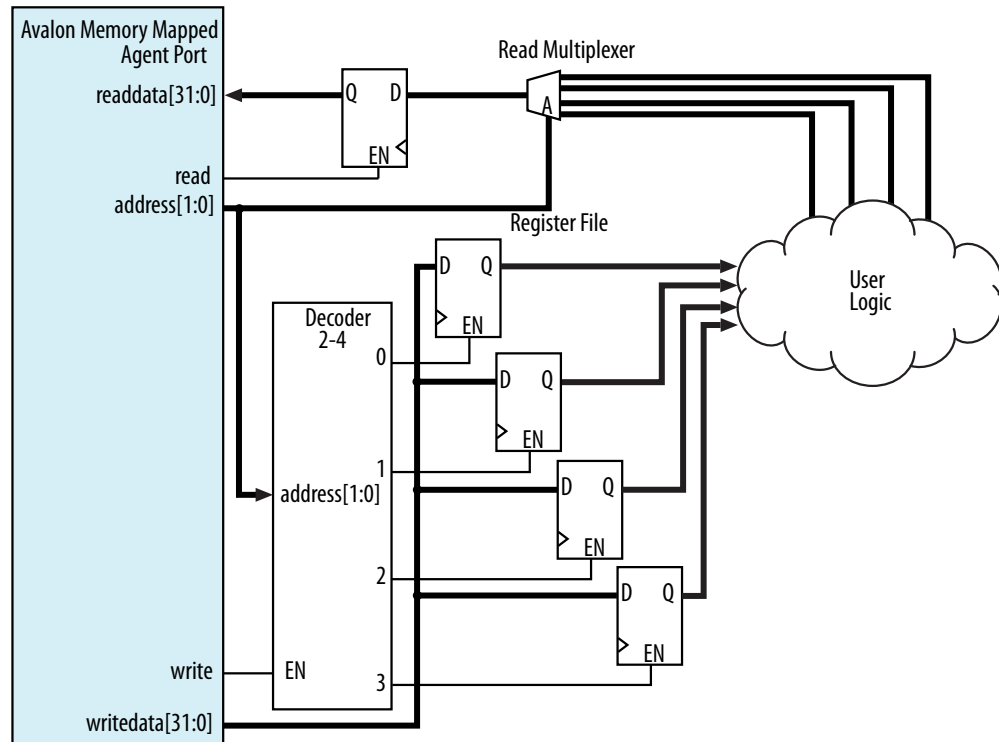 Avalon Memory Mapped
Agent Port
Read Multiplexer
readdata[31:0]
Q D
A
EN
read
address[1:0]
Register File
D Q
EN
User
Logic
Decoder
2-4
0
D Q
EN
1
address[1:0]
D Q
EN
2
D Q
EN
write
EN
3
writedata[31:0]